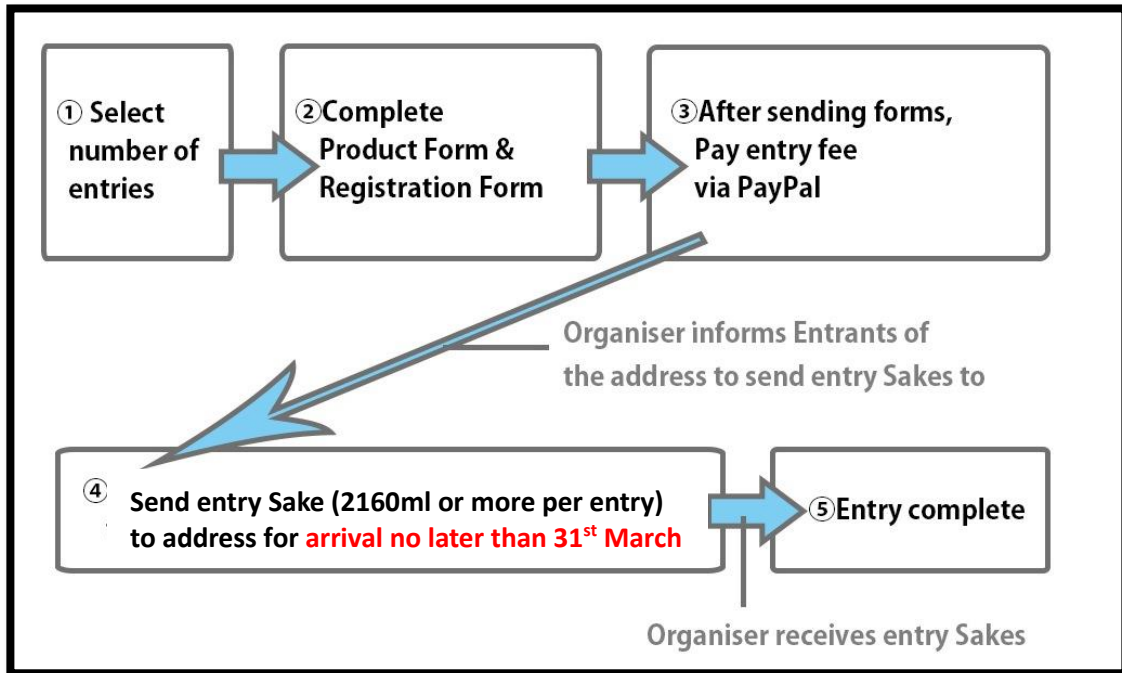 ① Select
number of
entries
②Complete
Product Form &
Registration Form
③After sending forms,
Pay entry fee
via PayPal
Organiser informs Entrants of
the address to send entry Sakes to
④
Send entry Sake (2160ml or more per entry)
to address for arrival no later than 31st March
⑤Entry complete
Organiser receives entry Sakes